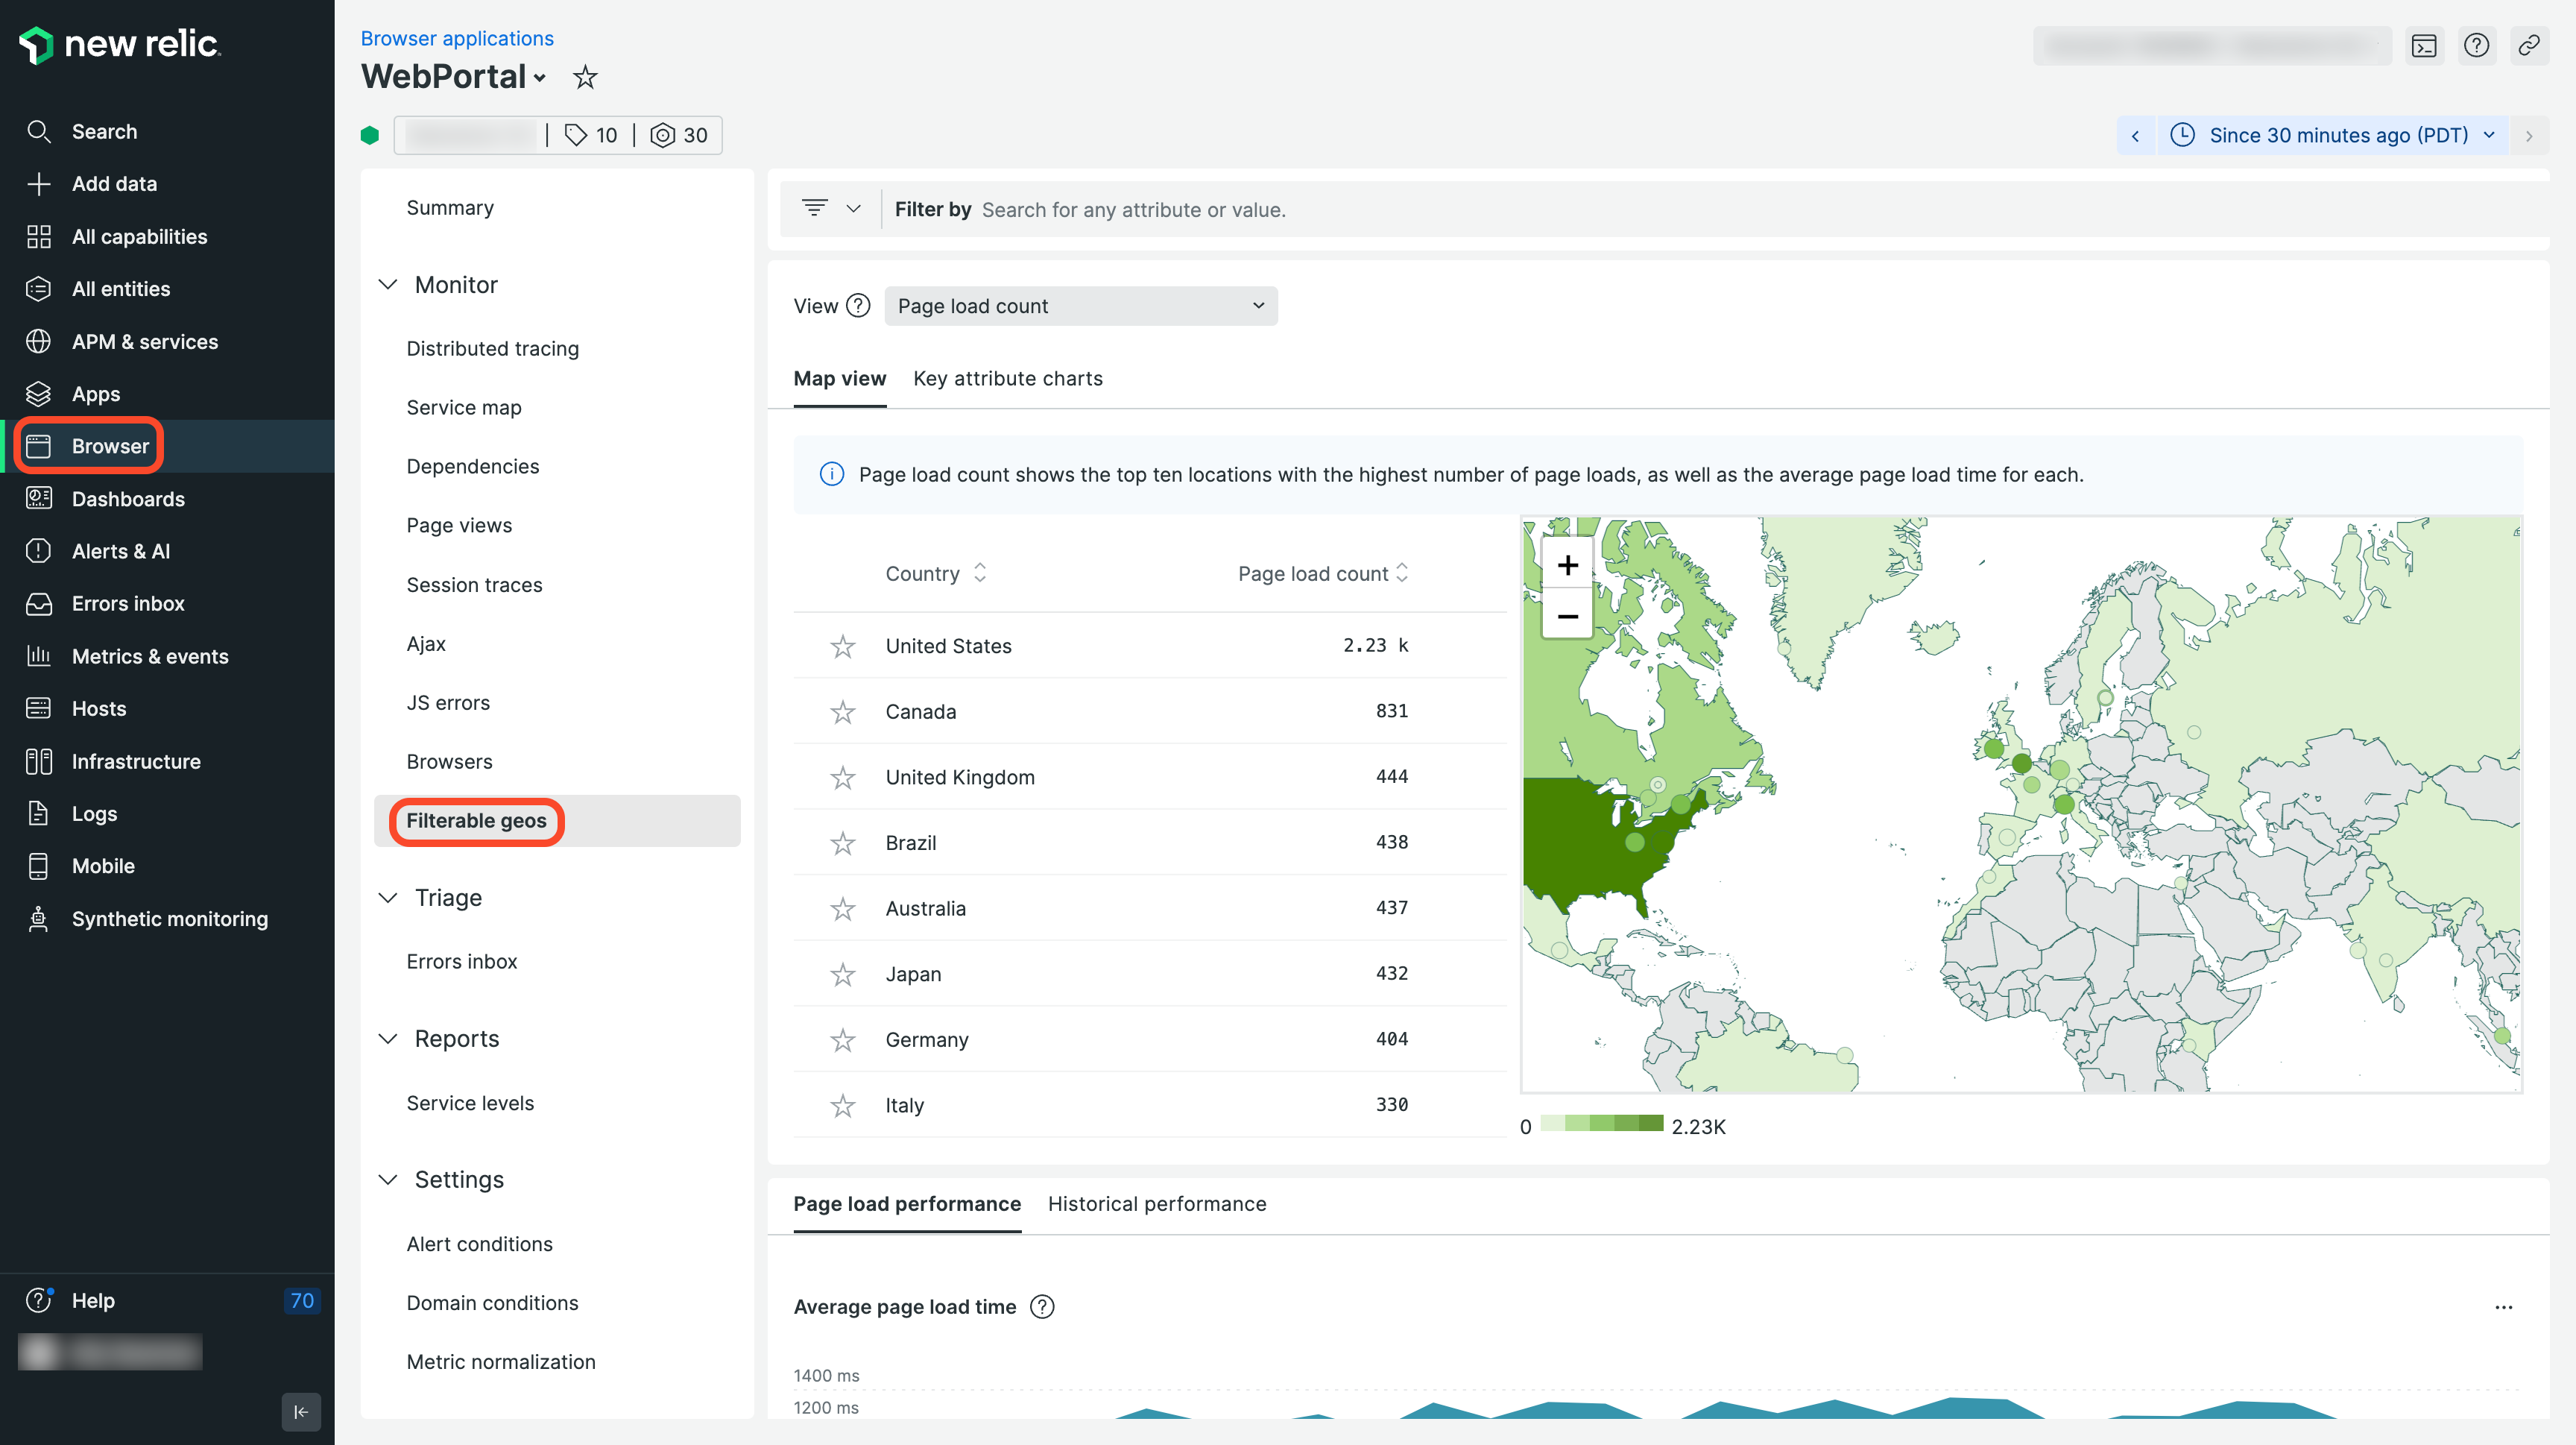 new relic
Search
Add data
All capabilities
All entities
APM & services
Apps
Browser
Dashboards
Alerts & AI
Errors inbox
Metrics & events
Hosts
Infrastructure
Logs
Mobile
Synthetic monitoring
Help 70
Browser applications
WebPortal
10 | 30
Since 30 minutes ago (PDT)
Summary
Monitor
Distributed tracing
Service map
Dependencies
Page views
Session traces
Ajax
JS errors
Browsers
Filterable geos
Triage
Errors inbox
Reports
Service levels
Settings
Alert conditions
Domain conditions
Metric normalization
Filter by Search for any attribute or value.
View ? Page load count
Map view Key attribute charts
Page load count shows the top ten locations with the highest number of page loads, as well as the average page load time for each.
Country Page load count
United States 2.23 k
Canada 831
United Kingdom 444
Brazil 438
Australia 437
Japan 432
Germany 404
Italy 330
+
−
0 2.23K
Page load performance Historical performance
Average page load time ?
1400 ms
1200 ms